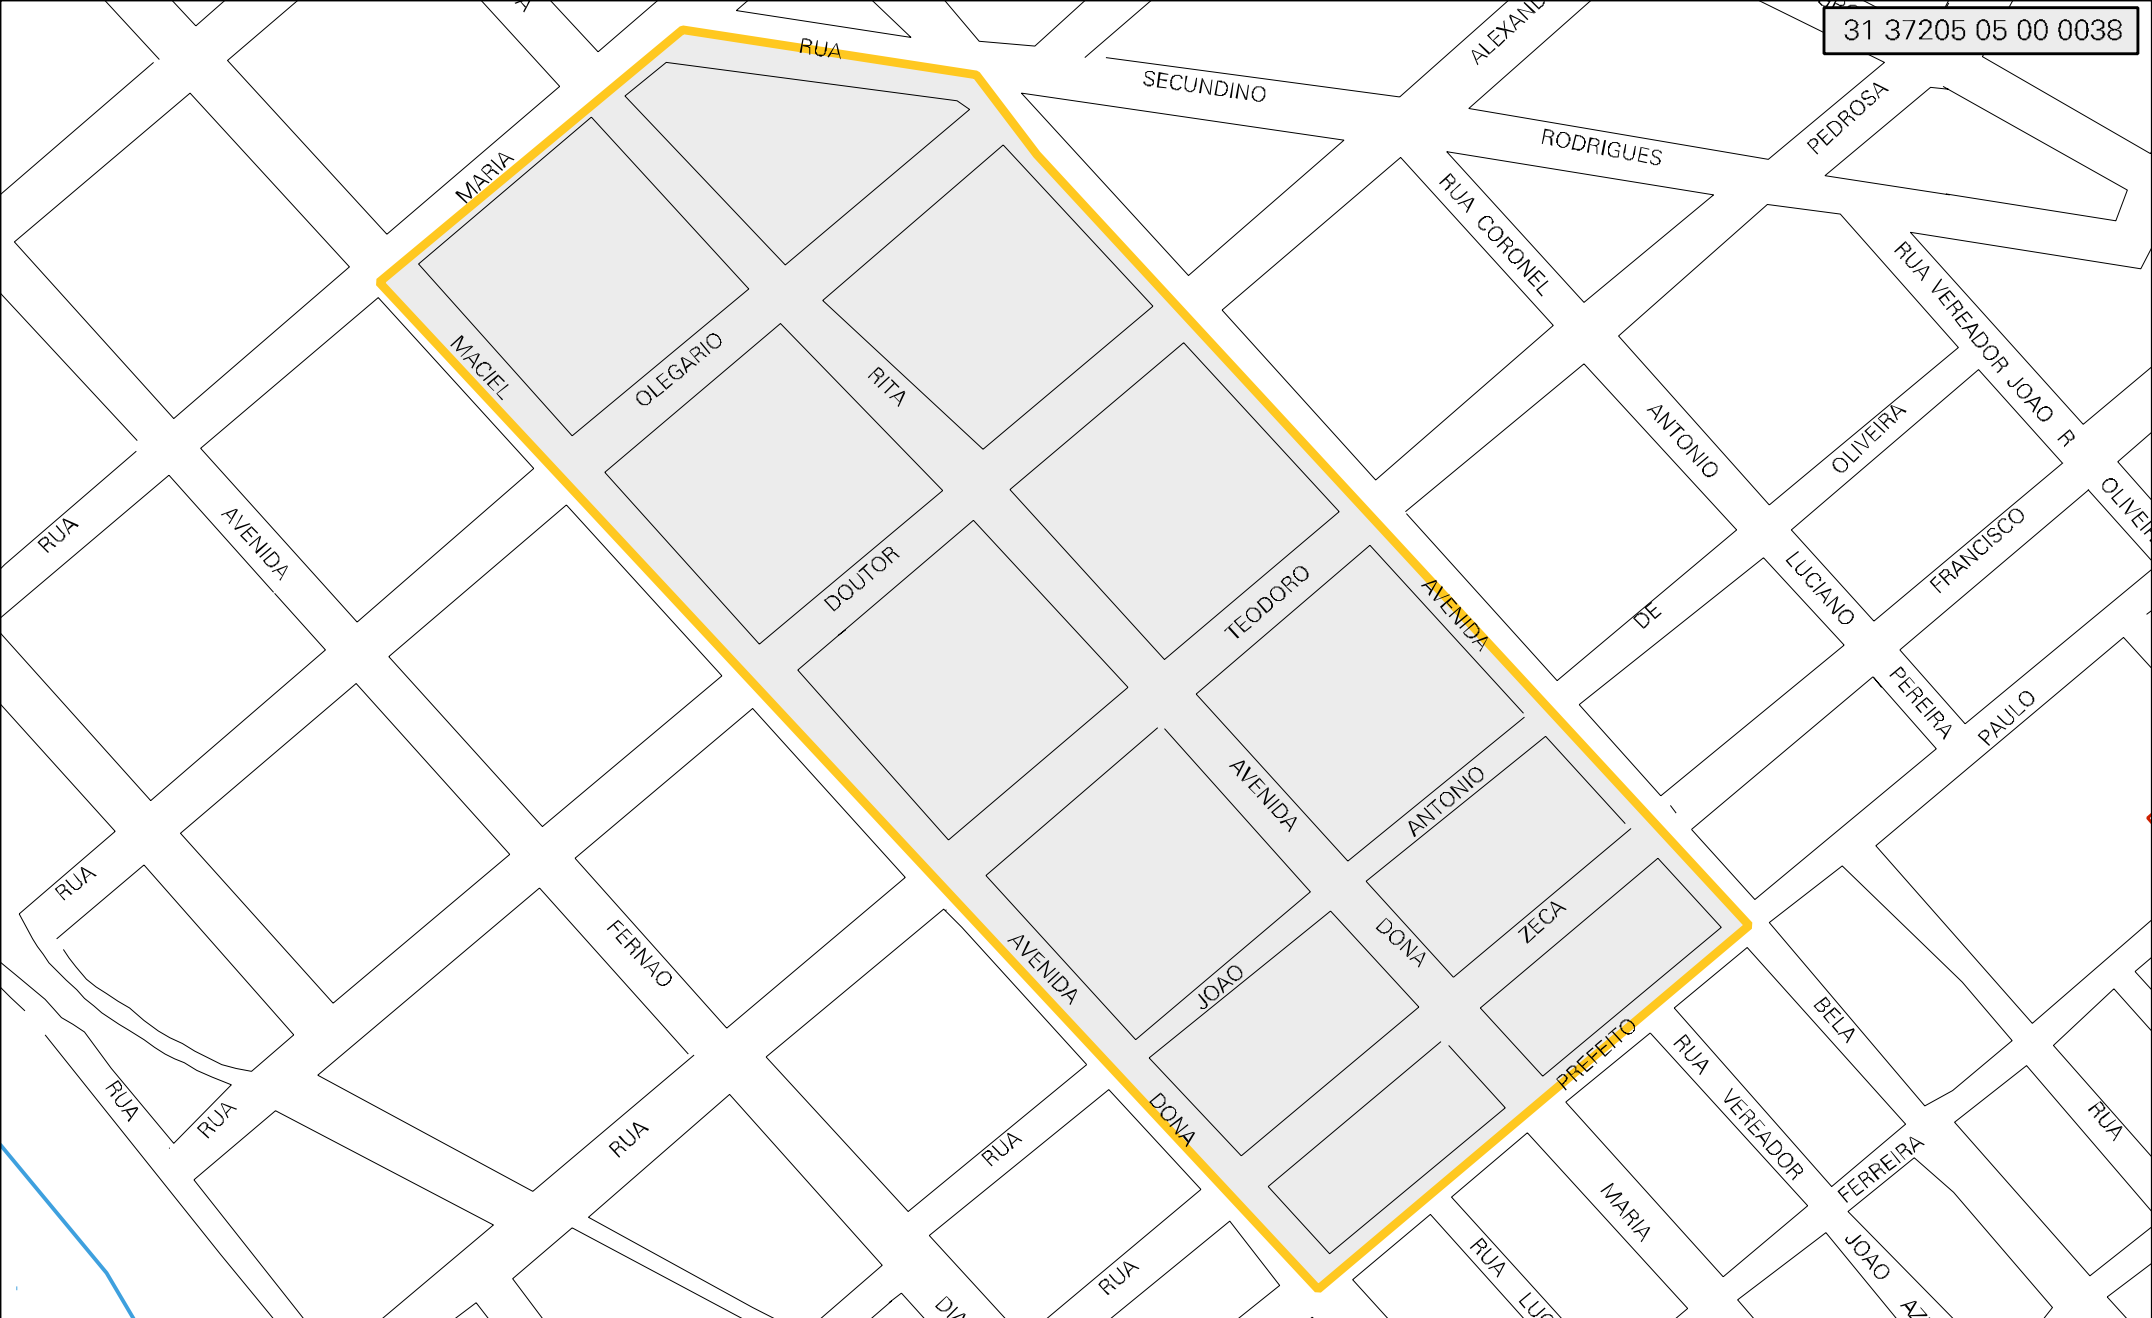 31 37205 05 00 0038
RUA
SECUNDINO
RODRIGUES
PEDROSA
MARIA
RUA CORONEL
RUA VEREADOR JOAO R
MACIEL
OLEGARIO
RITA
ANTONIO
OLIVEIRA
RUA
AVENIDA
DOUTOR
TEODORO
AVENIDA
DE
LUCIANO
FRANCISCO
PEREIRA
PAULO
AVENIDA
ANTONIO
RUA
FERNAO
AVENIDA
JOAO
DONA
ZECA
PREFEITO
BELA
RUA VEREADOR
RUA
RUA
RUA
RUA
DONA
RUA
FERREIRA
MARIA
RUA
RUA
JOAO